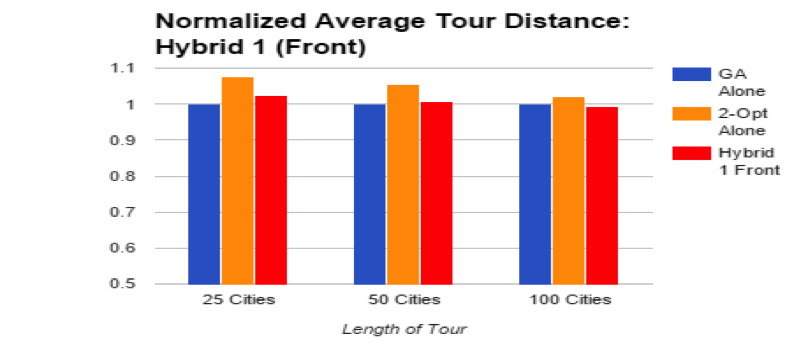 Normalized Average Tour Distance:
Hybrid 1 (Front)
1.1
1
0.9
0.8
0.7
0.6
0.5
25 Cities
50 Cities
100 Cities
Length of Tour
GA
Alone
2-Opt
Alone
Hybrid
1 Front